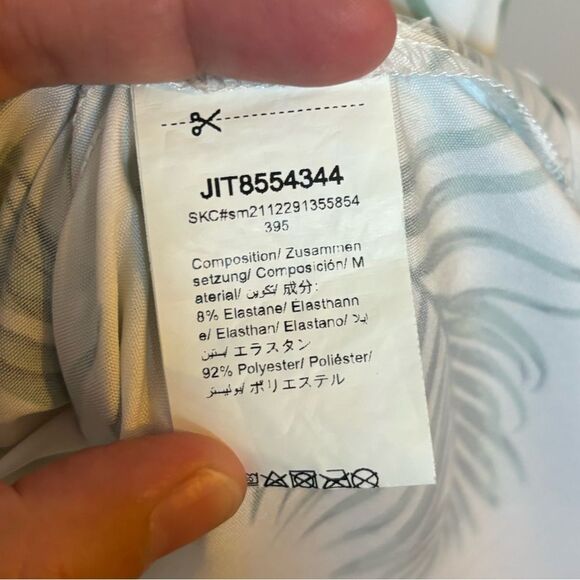 JIT8554344
SKC#sm2112291355854
395
Composition/ Zusammen
setzung/ Composición/ M
aterial/ تكوين/ 成分:
8% Elastane/ Élasthann
e/ Elasthan/ Elastano/ إيلا
ستين/ エラスタン
92% Polyester/ Poliéster/
بوليستر/ ポリエステル